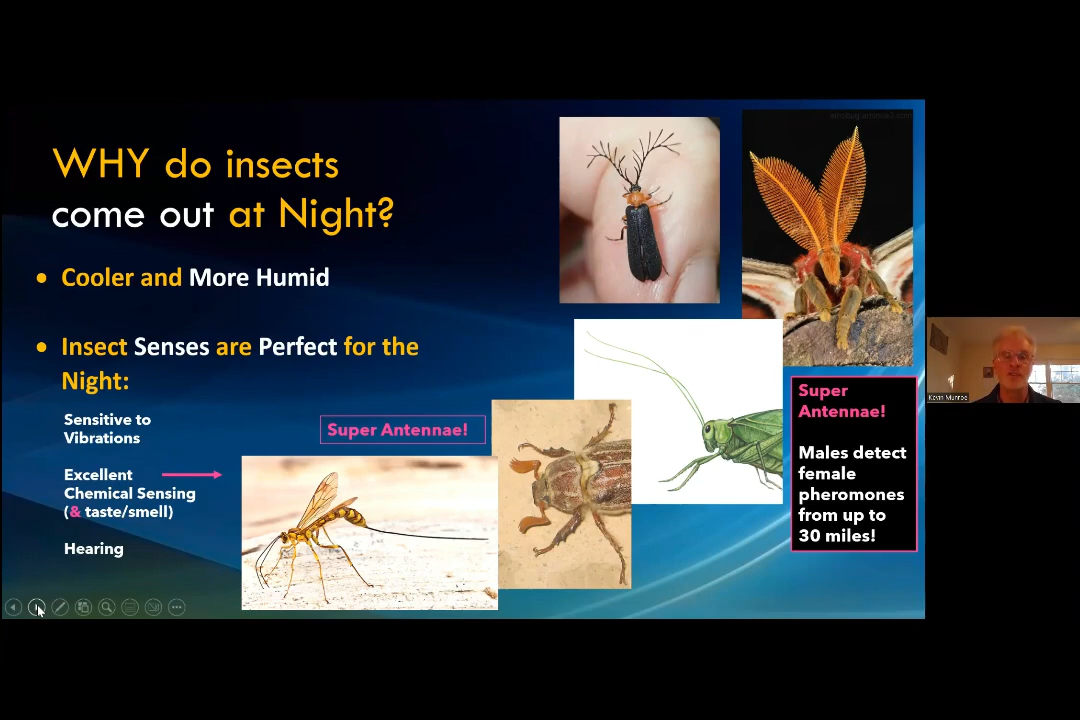 WHY do insects
come out at Night?
• Cooler and More Humid
• Insect Senses are Perfect for the
Night:
Sensitive to
Vibrations
Excellent
Chemical Sensing
(& taste/smell)
Hearing
Super Antennae!
Super
Antennae!
Males detect
female
pheromones
from up to
30 miles!
Kevin Munroe